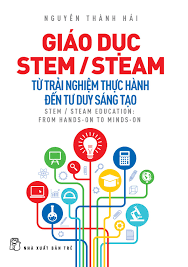 NGUYỄN THÀNH HẢI
GIÁO DỤC
STEM / STEAM
TỪ TRẢI NGHIỆM THỰC HÀNH
ĐẾN TƯ DUY SÁNG TẠO
STEM / STEAM EDUCATION:
FROM HANDS-ON TO MINDS-ON
NHÀ XUẤT BẢN TRẺ